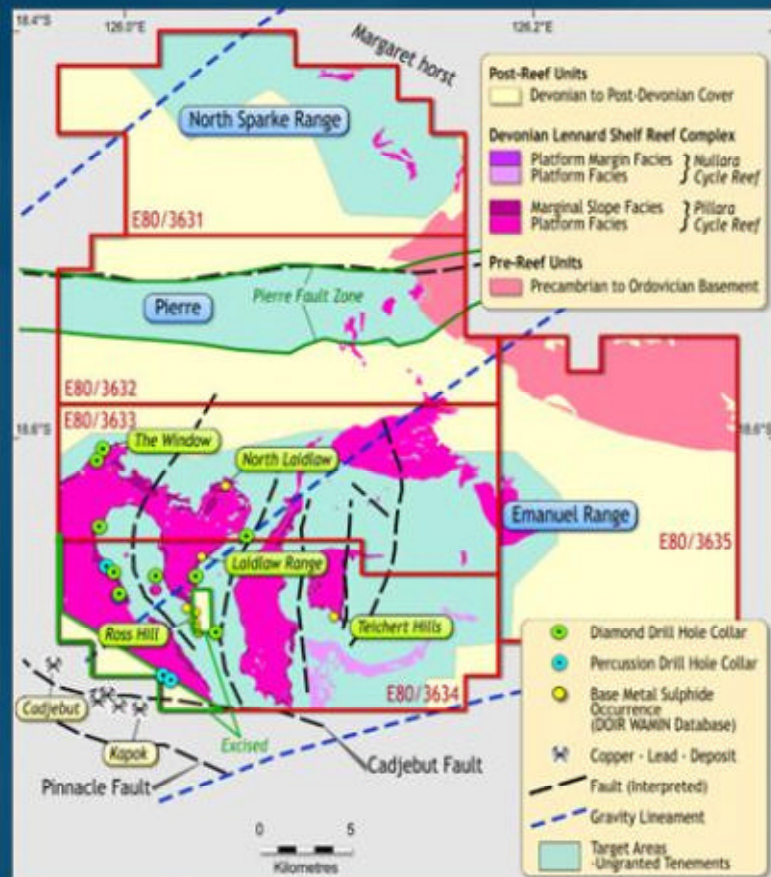 18.4°S
126.0°E
126.2°E
Margaret horst
North Sparke Range
E80/3631
Pierre Fault Zone
Pierre
E80/3632
E80/3633
18.6°S
18.6°S
The Window
North Laidlaw
Emanuel Range
E80/3635
Laidlaw Range
Ross Hill
Teichert Hills
E80/3634
Cadjebut
Kapok
Excised
Pinnacle Fault
Cadjebut Fault
0 5
Kilometres
Post-Reef Units
Devonian to Post-Devonian Cover
Devonian Lennard Shelf Reef Complex
Platform Margin Facies } Nullara
Platform Facies } Cycle Reef
Marginal Slope Facies } Pillara
Platform Facies } Cycle Reef
Pre-Reef Units
Precambrian to Ordovician Basement
Diamond Drill Hole Collar
Percussion Drill Hole Collar
Base Metal Sulphide
Occurrence
(DOIR WAMIN Database)
Copper - Lead - Deposit
Fault (Interpreted)
Gravity Lineament
Target Areas
-Ungranted Tenements